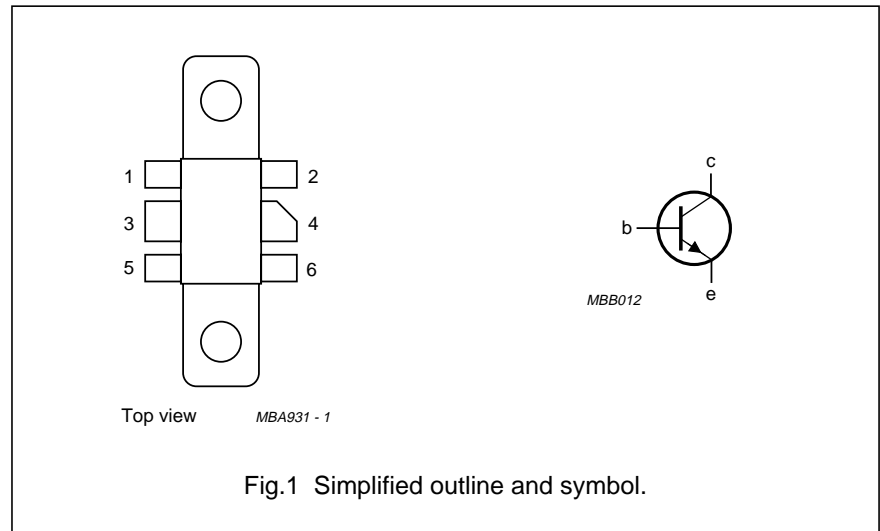 1 2
3 4
5 6
Top view MBA931 - 1
c
b
e
MBB012
Fig.1 Simplified outline and symbol.